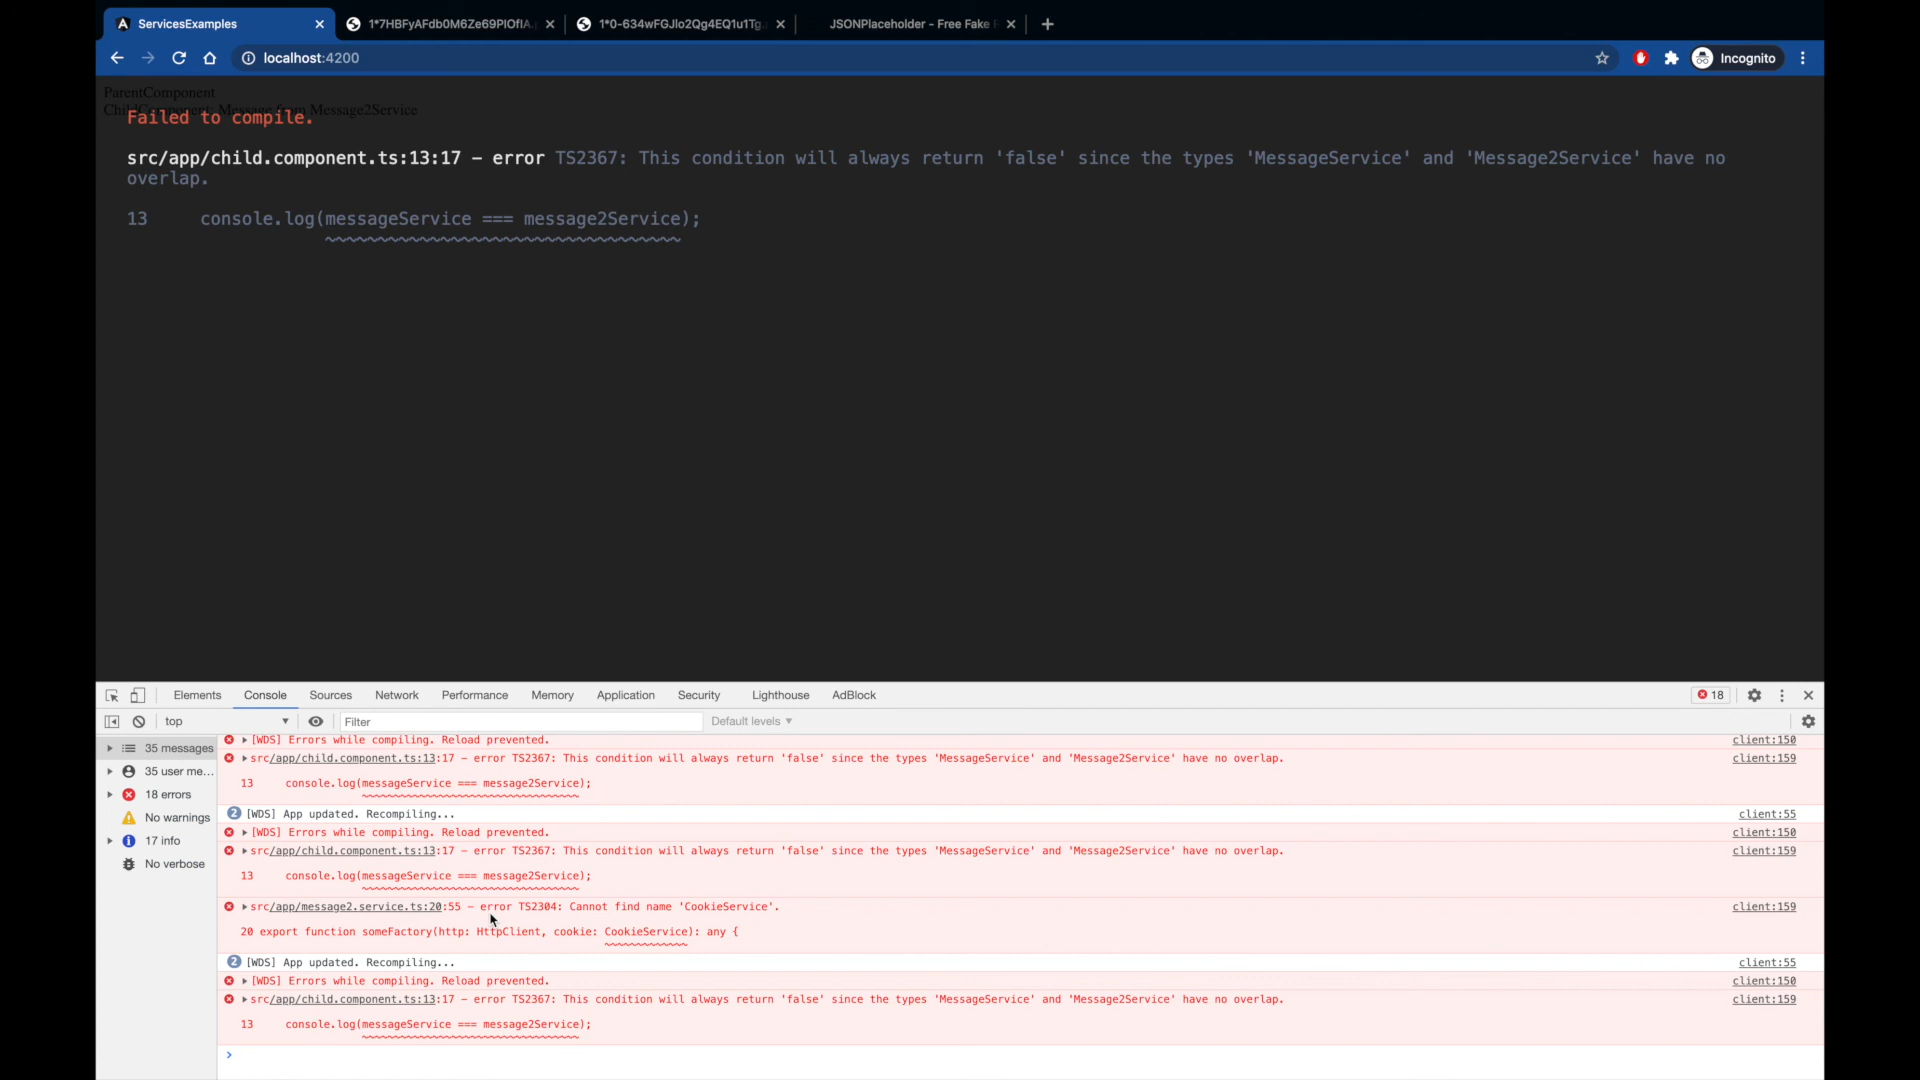 ServicesExamples
1*7HBFyAFdb0M6Ze69PlOflA.
1*0-634wFGJlo2Qg4EQ1u1Tg.
JSONPlaceholder - Free Fake
localhost:4200
Incognito
ParentComponent
ChildComponent: Message from Message2Service
Failed to compile.
src/app/child.component.ts:13:17 - error TS2367: This condition will always return 'false' since the types 'MessageService' and 'Message2Service' have no
overlap.
13 console.log(messageService === message2Service);
Elements Console Sources Network Performance Memory Application Security Lighthouse AdBlock 18
top Filter Default levels
35 messages
35 user me...
18 errors
No warnings
17 info
No verbose
[WDS] Errors while compiling. Reload prevented. client:150
src/app/child.component.ts:13:17 - error TS2367: This condition will always return 'false' since the types 'MessageService' and 'Message2Service' have no overlap. client:159
13 console.log(messageService === message2Service);
2 [WDS] App updated. Recompiling... client:55
[WDS] Errors while compiling. Reload prevented. client:150
src/app/child.component.ts:13:17 - error TS2367: This condition will always return 'false' since the types 'MessageService' and 'Message2Service' have no overlap. client:159
13 console.log(messageService === message2Service);
src/app/message2.service.ts:20:55 - error TS2304: Cannot find name 'CookieService'. client:159
20 export function someFactory(http: HttpClient, cookie: CookieService): any {
2 [WDS] App updated. Recompiling... client:55
[WDS] Errors while compiling. Reload prevented. client:150
src/app/child.component.ts:13:17 - error TS2367: This condition will always return 'false' since the types 'MessageService' and 'Message2Service' have no overlap. client:159
13 console.log(messageService === message2Service);